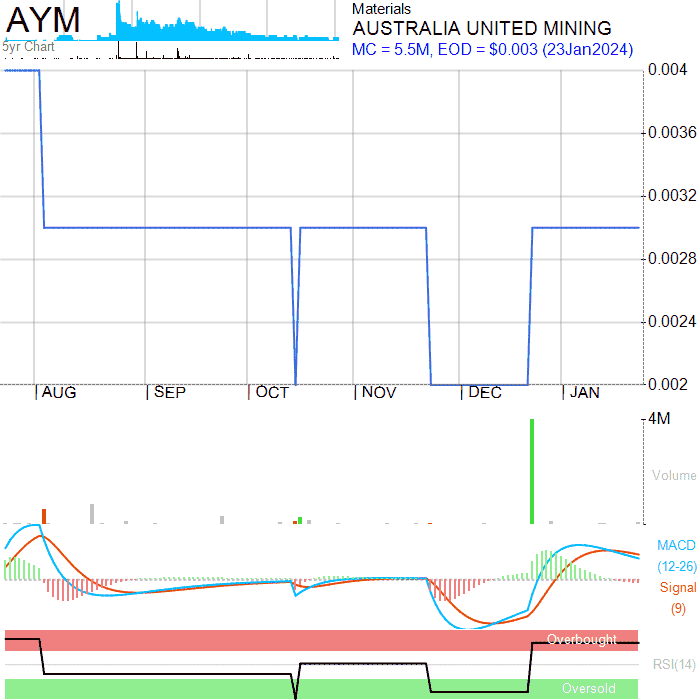 AYM
5yr Chart
Materials
AUSTRALIA UNITED MINING
MC = 5.5M, EOD = $0.003 (23Jan2024)
0.004
0.0036
0.0032
0.0028
0.0024
0.002
AUG SEP OCT NOV DEC JAN
4M
Volume
MACD
(12-26)
Signal
(9)
Overbought
RSI(14)
Oversold